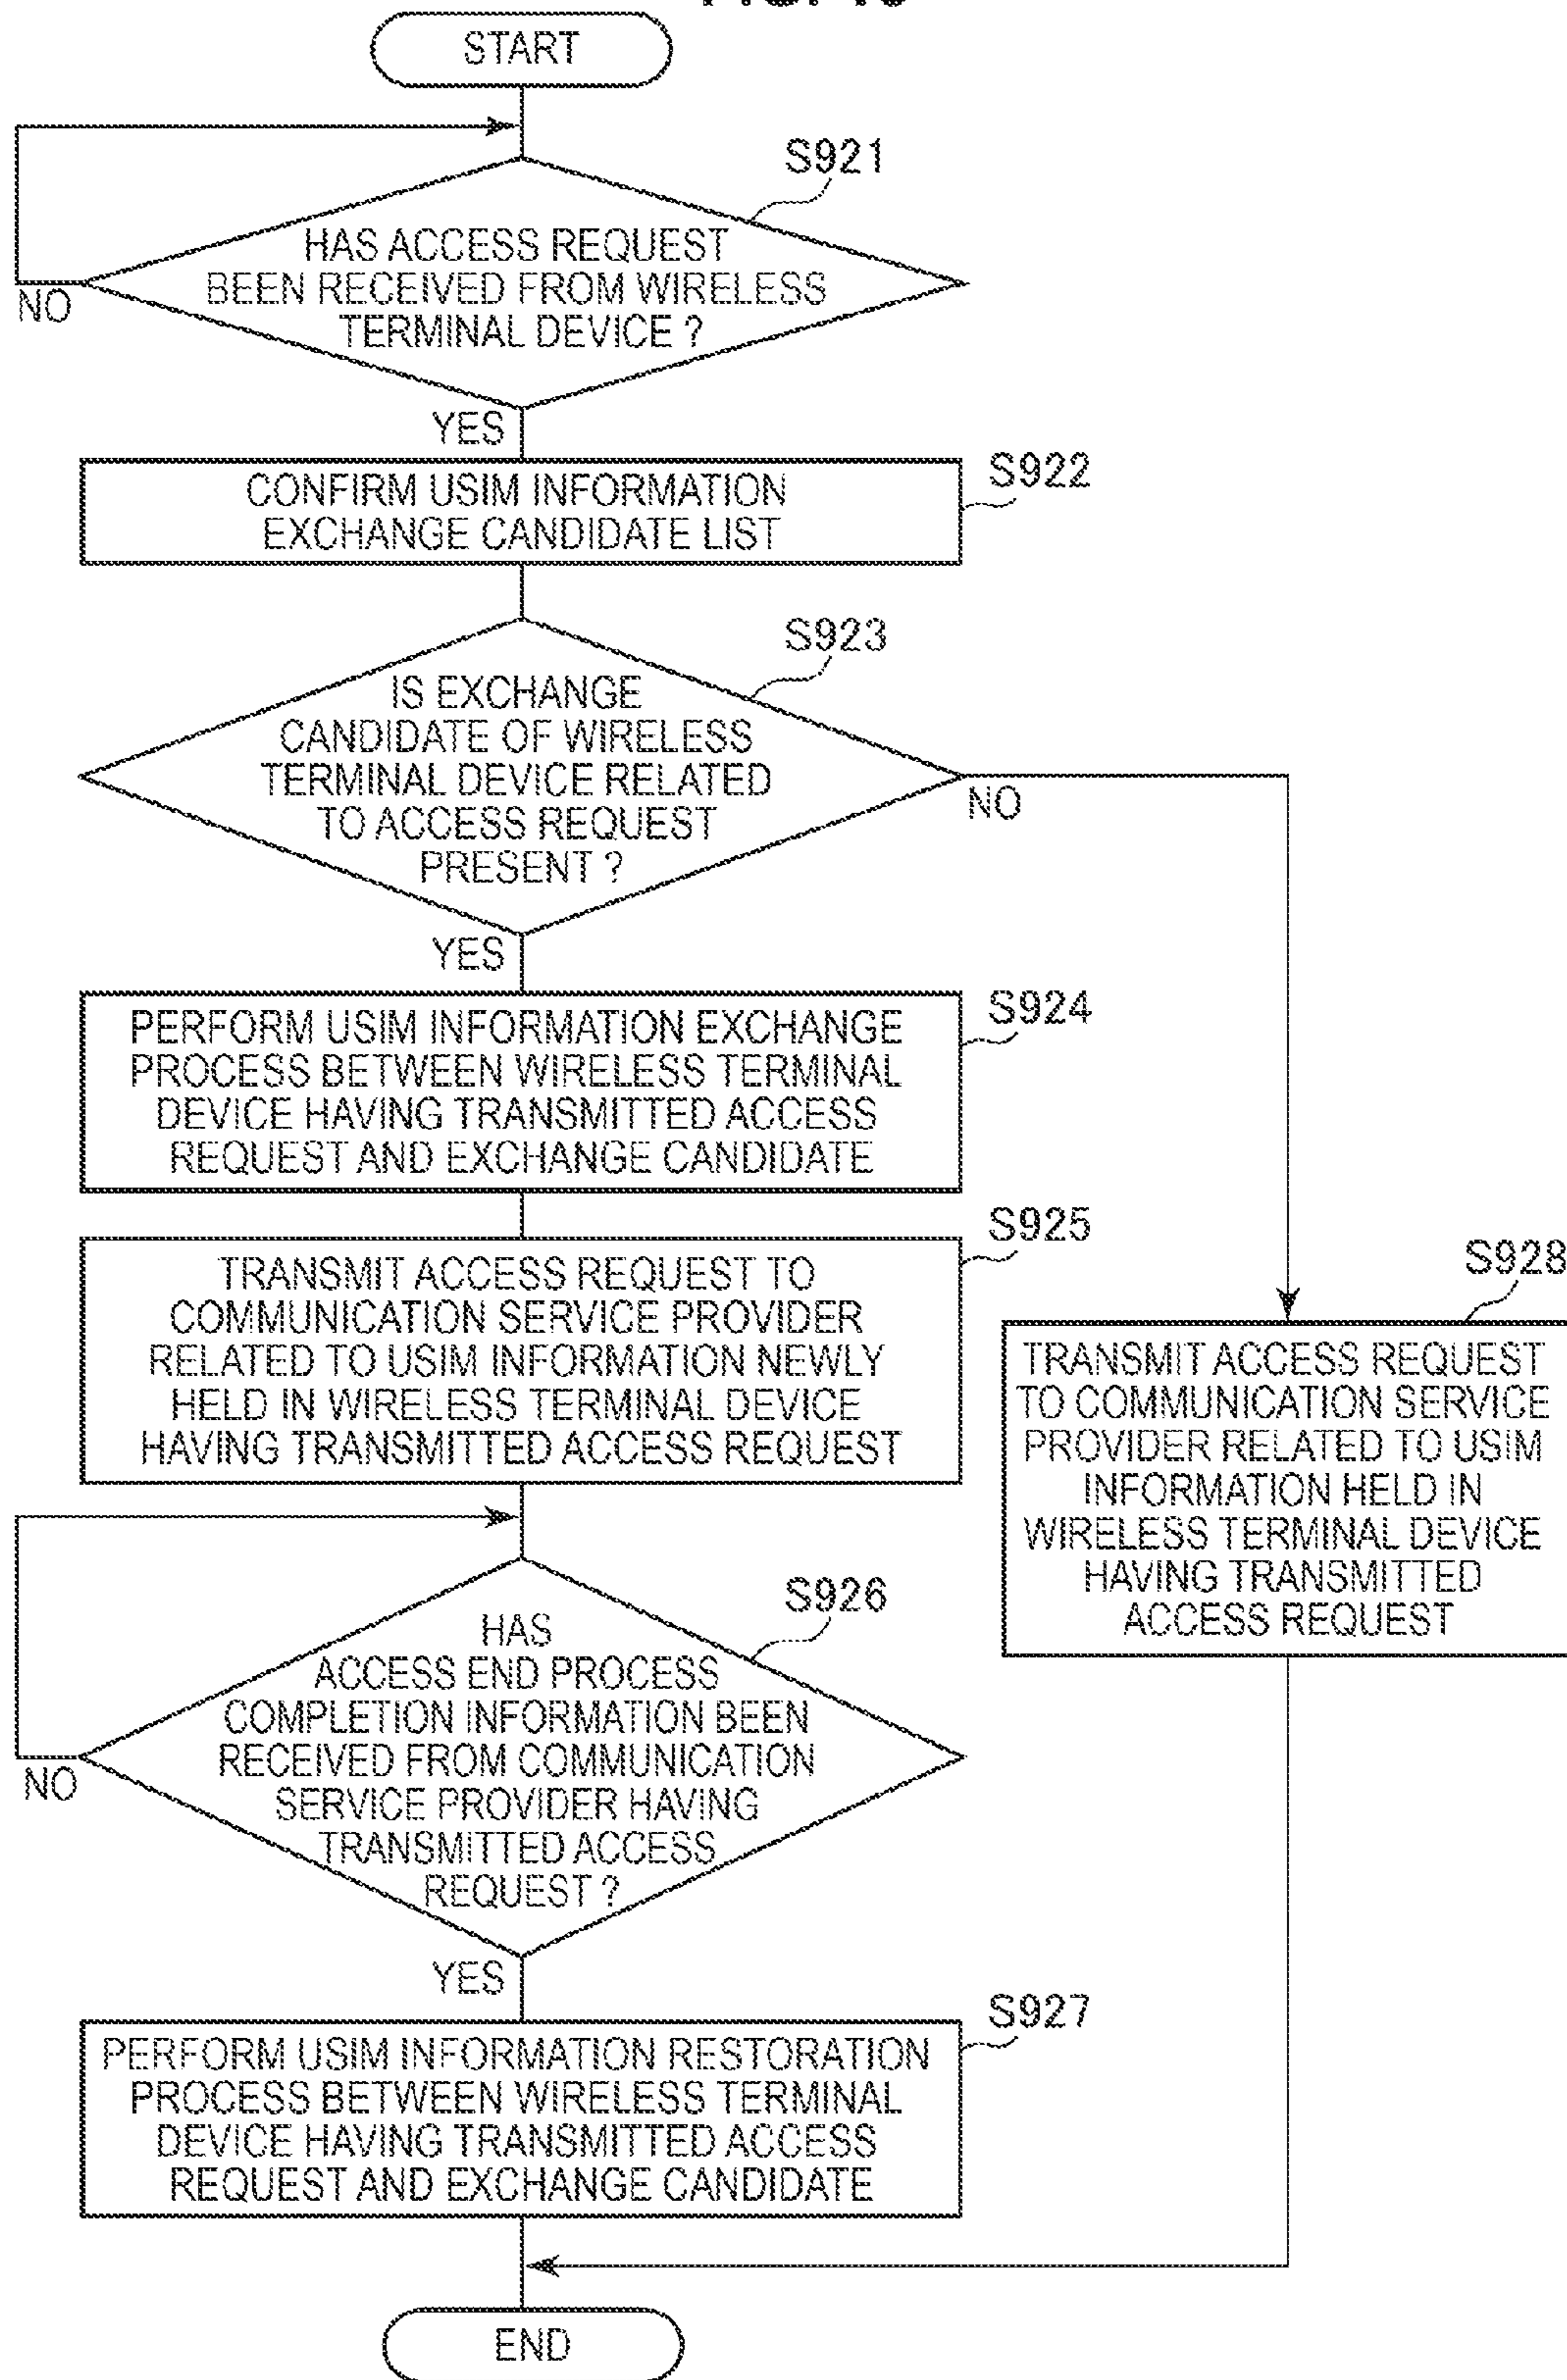 START
S921
HAS ACCESS REQUEST
BEEN RECEIVED FROM WIRELESS
TERMINAL DEVICE ?
NO
YES
S922
CONFIRM USIM INFORMATION
EXCHANGE CANDIDATE LIST
S923
IS EXCHANGE
CANDIDATE OF WIRELESS
TERMINAL DEVICE RELATED
TO ACCESS REQUEST
PRESENT ?
NO
YES
S924
PERFORM USIM INFORMATION EXCHANGE
PROCESS BETWEEN WIRELESS TERMINAL
DEVICE HAVING TRANSMITTED ACCESS
REQUEST AND EXCHANGE CANDIDATE
S925
TRANSMIT ACCESS REQUEST TO
COMMUNICATION SERVICE PROVIDER
RELATED TO USIM INFORMATION NEWLY
HELD IN WIRELESS TERMINAL DEVICE
HAVING TRANSMITTED ACCESS REQUEST
S928
TRANSMIT ACCESS REQUEST
TO COMMUNICATION SERVICE
PROVIDER RELATED TO USIM
INFORMATION HELD IN
WIRELESS TERMINAL DEVICE
HAVING TRANSMITTED
ACCESS REQUEST
S926
HAS
ACCESS END PROCESS
COMPLETION INFORMATION BEEN
RECEIVED FROM COMMUNICATION
SERVICE PROVIDER HAVING
TRANSMITTED ACCESS
REQUEST ?
NO
YES
S927
PERFORM USIM INFORMATION RESTORATION
PROCESS BETWEEN WIRELESS TERMINAL
DEVICE HAVING TRANSMITTED ACCESS
REQUEST AND EXCHANGE CANDIDATE
END